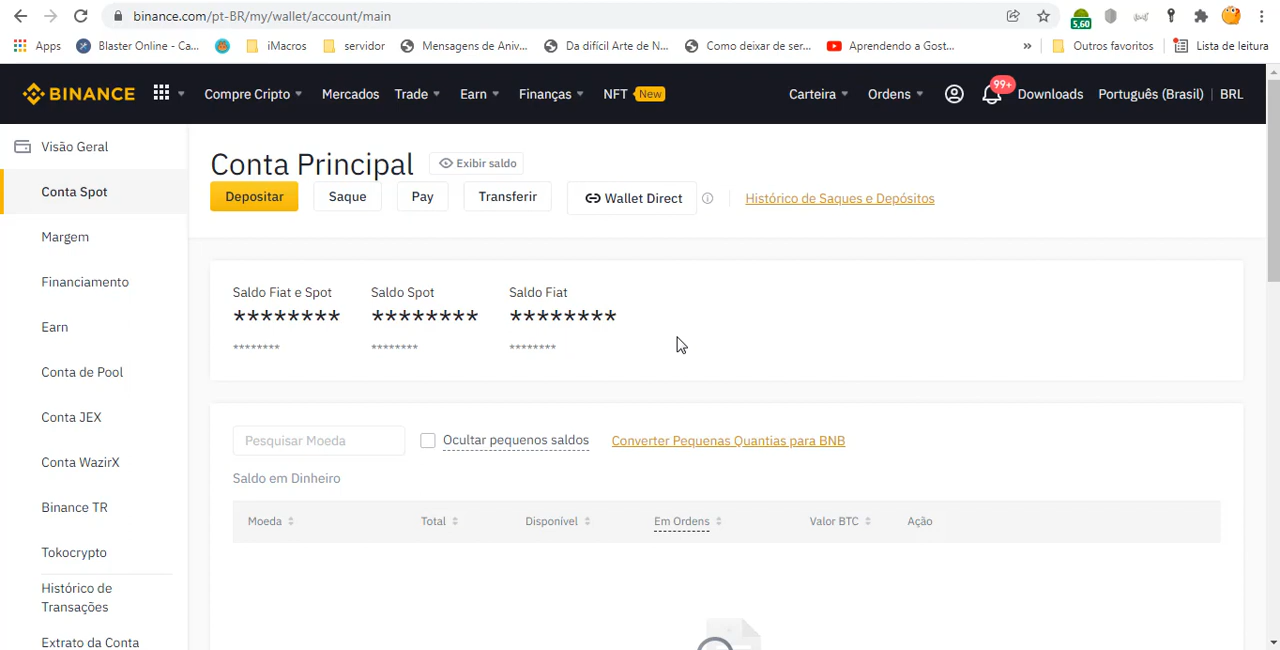 binance.com/pt-BR/my/wallet/account/main
5,60
Apps Blaster Online - Ca... iMacros servidor Mensagens de Aniv... Da difícil Arte de N... Como deixar de ser... Aprendendo a Gost... » Outros favoritos Lista de leitura
BINANCE Compre Cripto Mercados Trade Earn Finanças NFT New Carteira Ordens 99+ Downloads Português (Brasil) | BRL
Visão Geral
Conta Spot
Margem
Financiamento
Earn
Conta de Pool
Conta JEX
Conta WazirX
Binance TR
Tokocrypto
Histórico de
Transações
Extrato da Conta
Conta Principal Exibir saldo
Depositar Saque Pay Transferir Wallet Direct Histórico de Saques e Depósitos
Saldo Fiat e Spot Saldo Spot Saldo Fiat
******** ******** ********
******** ******** ********
Pesquisar Moeda Ocultar pequenos saldos Converter Pequenas Quantias para BNB
Saldo em Dinheiro
Moeda Total Disponível Em Ordens Valor BTC Ação